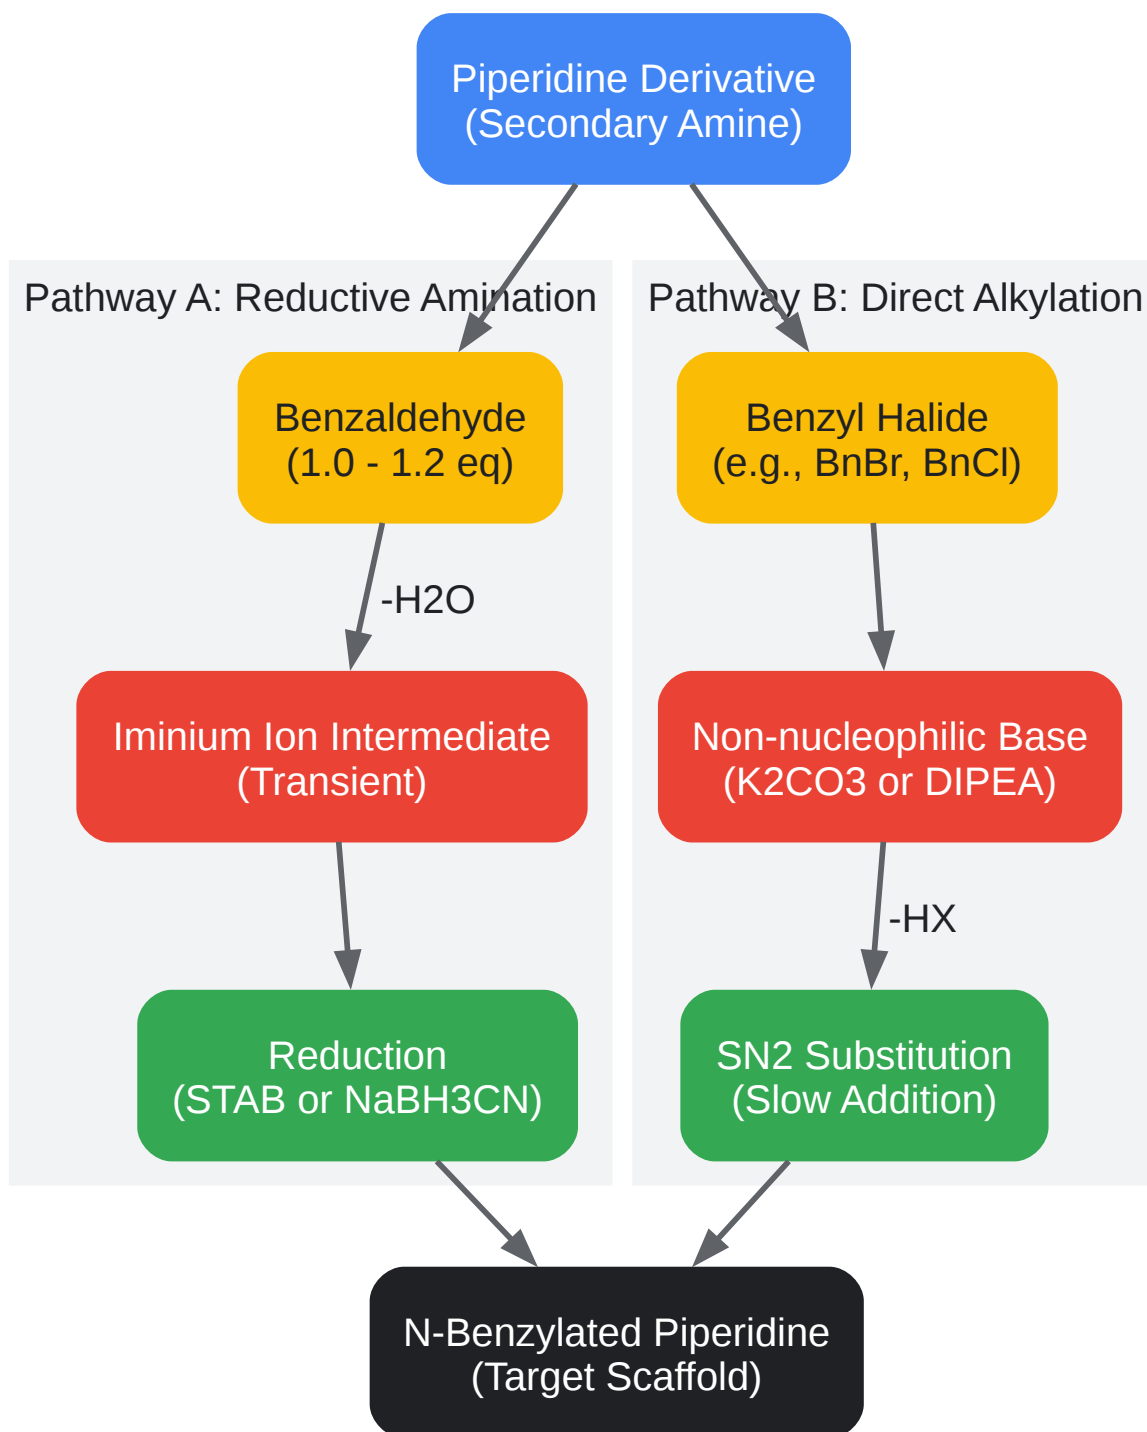 Piperidine Derivative
(Secondary Amine)
Pathway A: Reductive Amination
Benzaldehyde
(1.0 - 1.2 eq)
-H2O
Iminium Ion Intermediate
(Transient)
Reduction
(STAB or NaBH3CN)
Pathway B: Direct Alkylation
Benzyl Halide
(e.g., BnBr, BnCl)
Non-nucleophilic Base
(K2CO3 or DIPEA)
-HX
SN2 Substitution
(Slow Addition)
N-Benzylated Piperidine
(Target Scaffold)